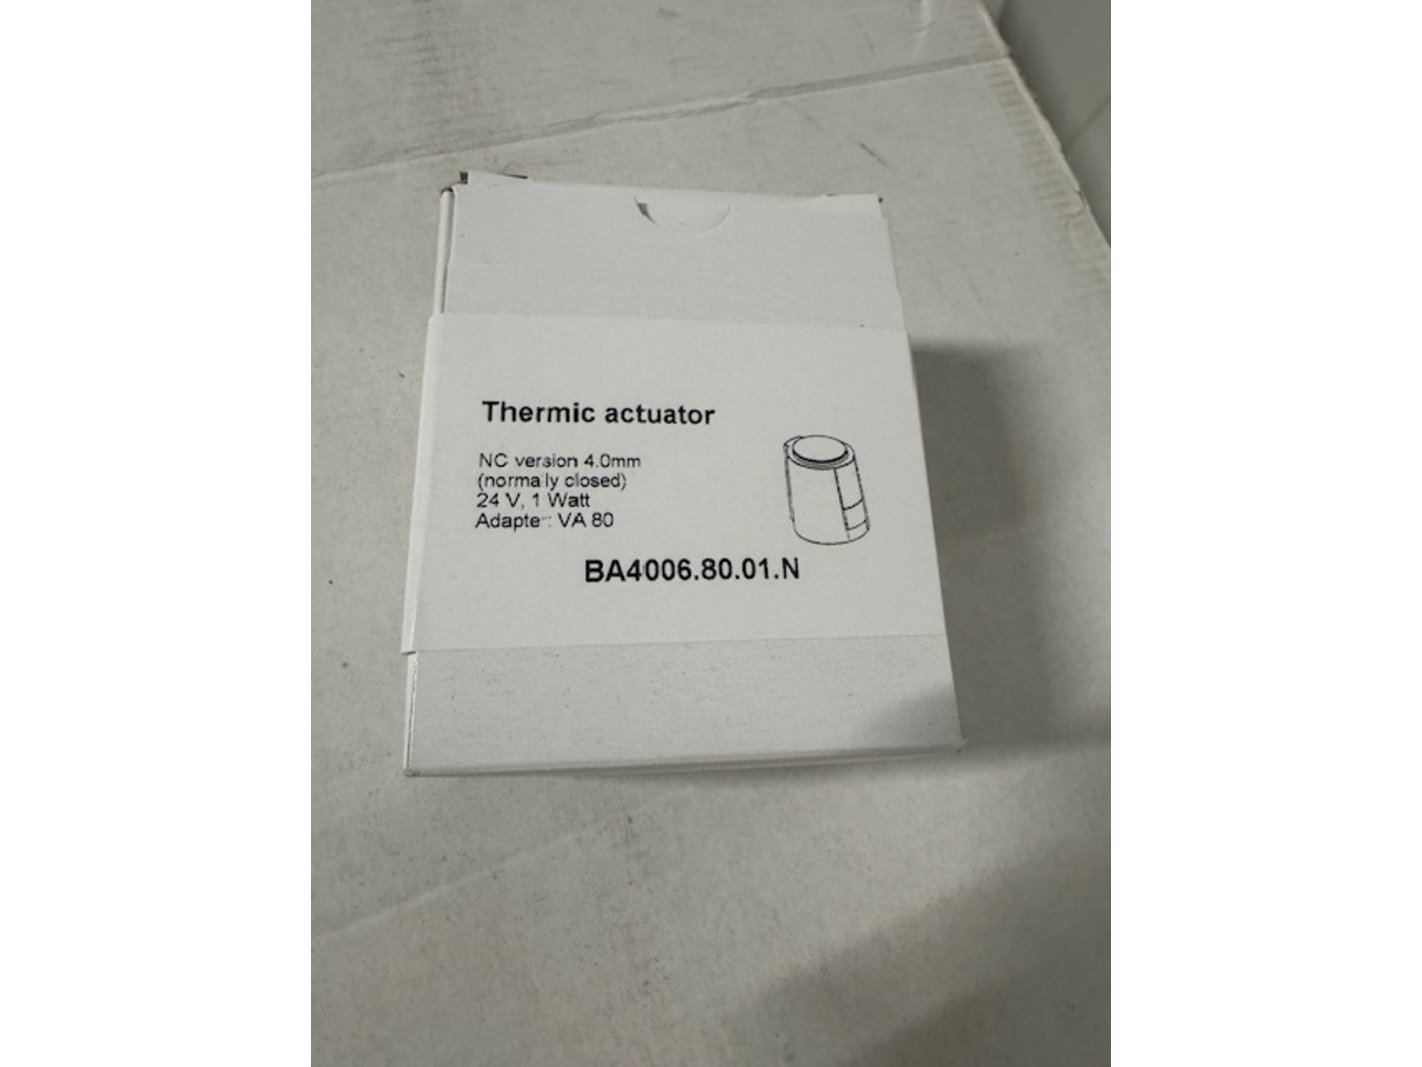 Thermic actuator
NC version 4.0mm
(normally closed)
24 V, 1 Watt
Adapter: VA 80
BA4006.80.01.N